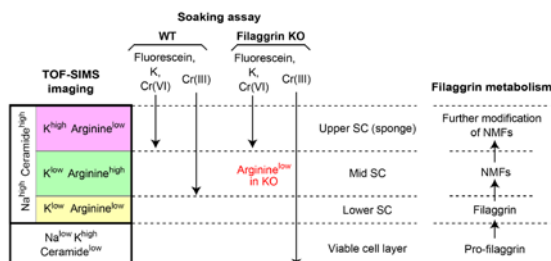 Soaking assay
WT
Filaggrin KO
Fluorescein,
K,
Cr(VI)
Cr(III)
Fluorescein,
K,
Cr(VI)
Cr(III)
TOF-SIMS
imaging
Filaggrin metabolism
Na^high Ceramide^high
K^high Arginine^low
Upper SC (sponge)
Further modification
of NMFs
K^low Arginine^high
Arginine^low
in KO
Mid SC
NMFs
K^low Arginine^low
Lower SC
Filaggrin
Na^low K^high
Ceramide^low
Viable cell layer
Pro-filaggrin